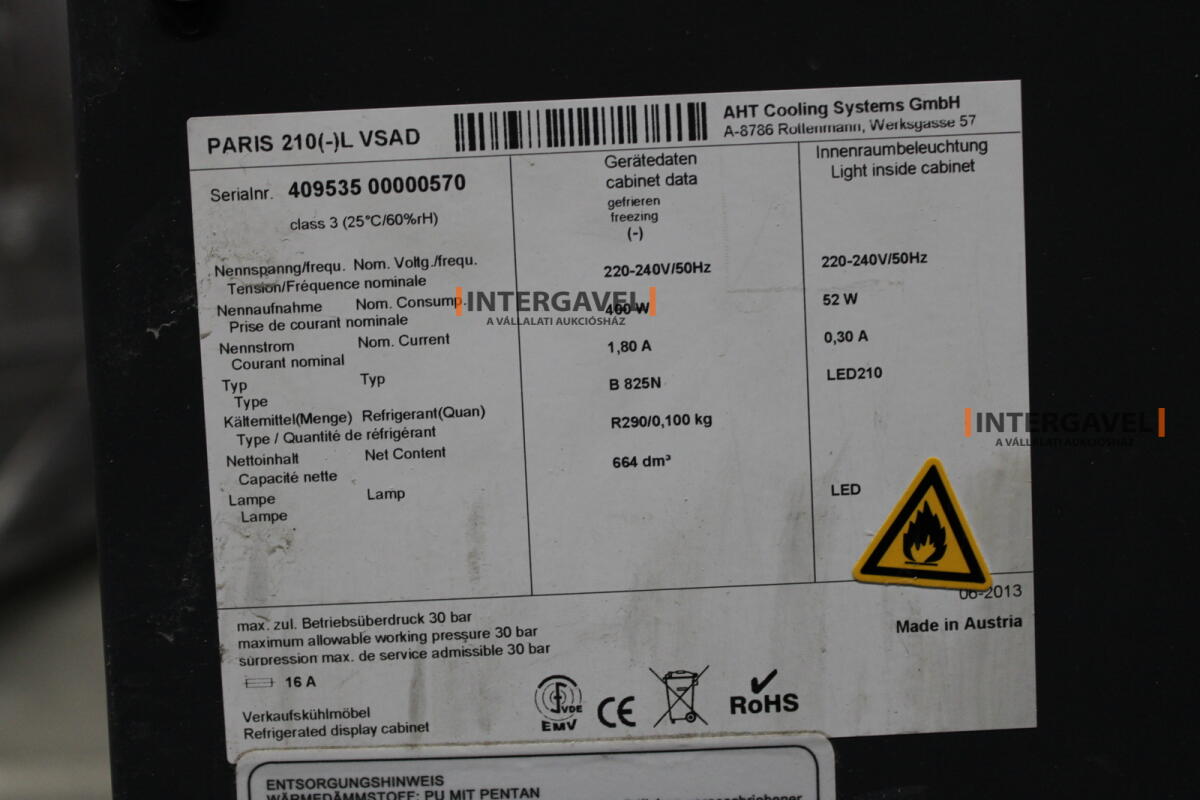 PARIS 210(-)L VSAD
AHT Cooling Systems GmbH
A-8786 Rottenmann, Werksgasse 57
Serialnr. 409535 00000570
class 3 (25°C/60%rH)
Gerätedaten
cabinet data
gefrieren
freezing
(-)
Innenraumbeleuchtung
Light inside cabinet
Nennspanng/frequ. Nom. Voltg./frequ. 220-240V/50Hz 220-240V/50Hz
Tension/Fréquence nominale
Nennaufnahme Nom. Consump. 400 W 52 W
Prise de courant nominale
Nennstrom Nom. Current 1,80 A 0,30 A
Courant nominal
Typ Typ B 825N LED210
Type
Kältemittel(Menge) Refrigerant(Quan) R290/0,100 kg
Type / Quantité de réfrigérant
Nettoinhalt Net Content 664 dm³
Capacité nette
Lampe Lamp LED
Lampe
06-2013
Made in Austria
max. zul. Betriebsüberdruck 30 bar
maximum allowable working pressure 30 bar
surpression max. de service admissible 30 bar
16 A
Verkaufskühlmöbel
Refrigerated display cabinet
VDE
EMV
CE
RoHS
ENTSORGUNGSHINWEIS
WÄRMEDÄMMSTOFF: PU MIT PENTAN
INTERGAVEL
A VÁLLALATI AUKCIÓSHÁZ
INTERGAVEL
A VÁLLALATI AUKCIÓSHÁZ